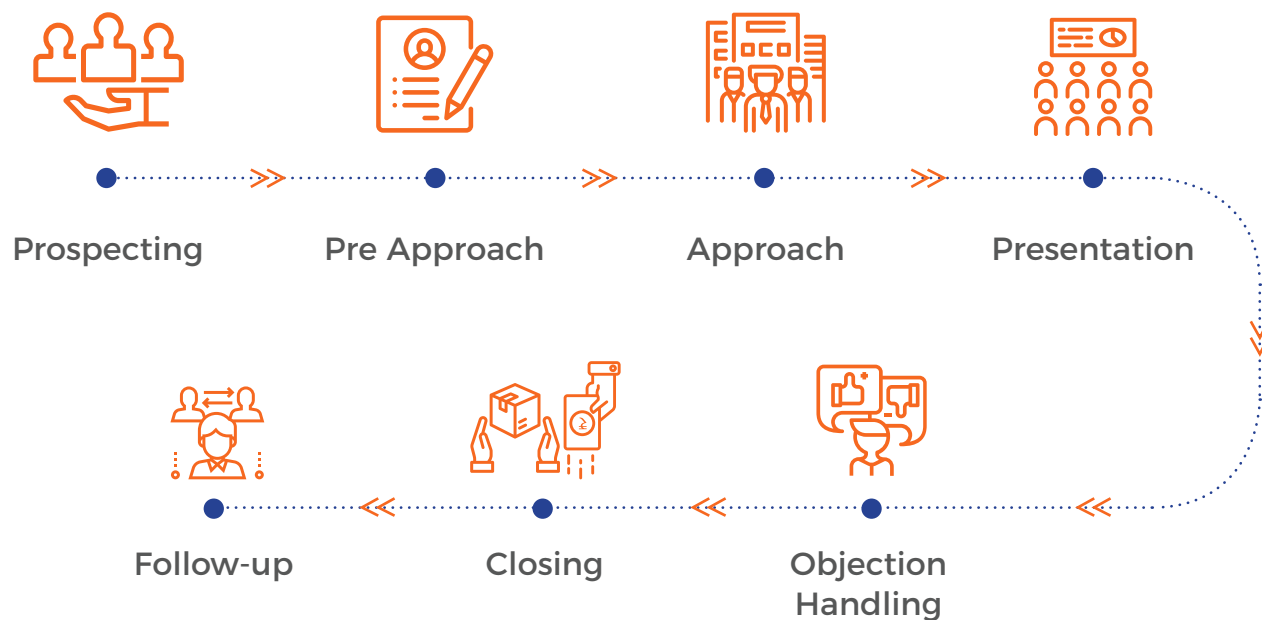 Prospecting
Pre Approach
Approach
Presentation
Objection
Handling
Closing
Follow-up